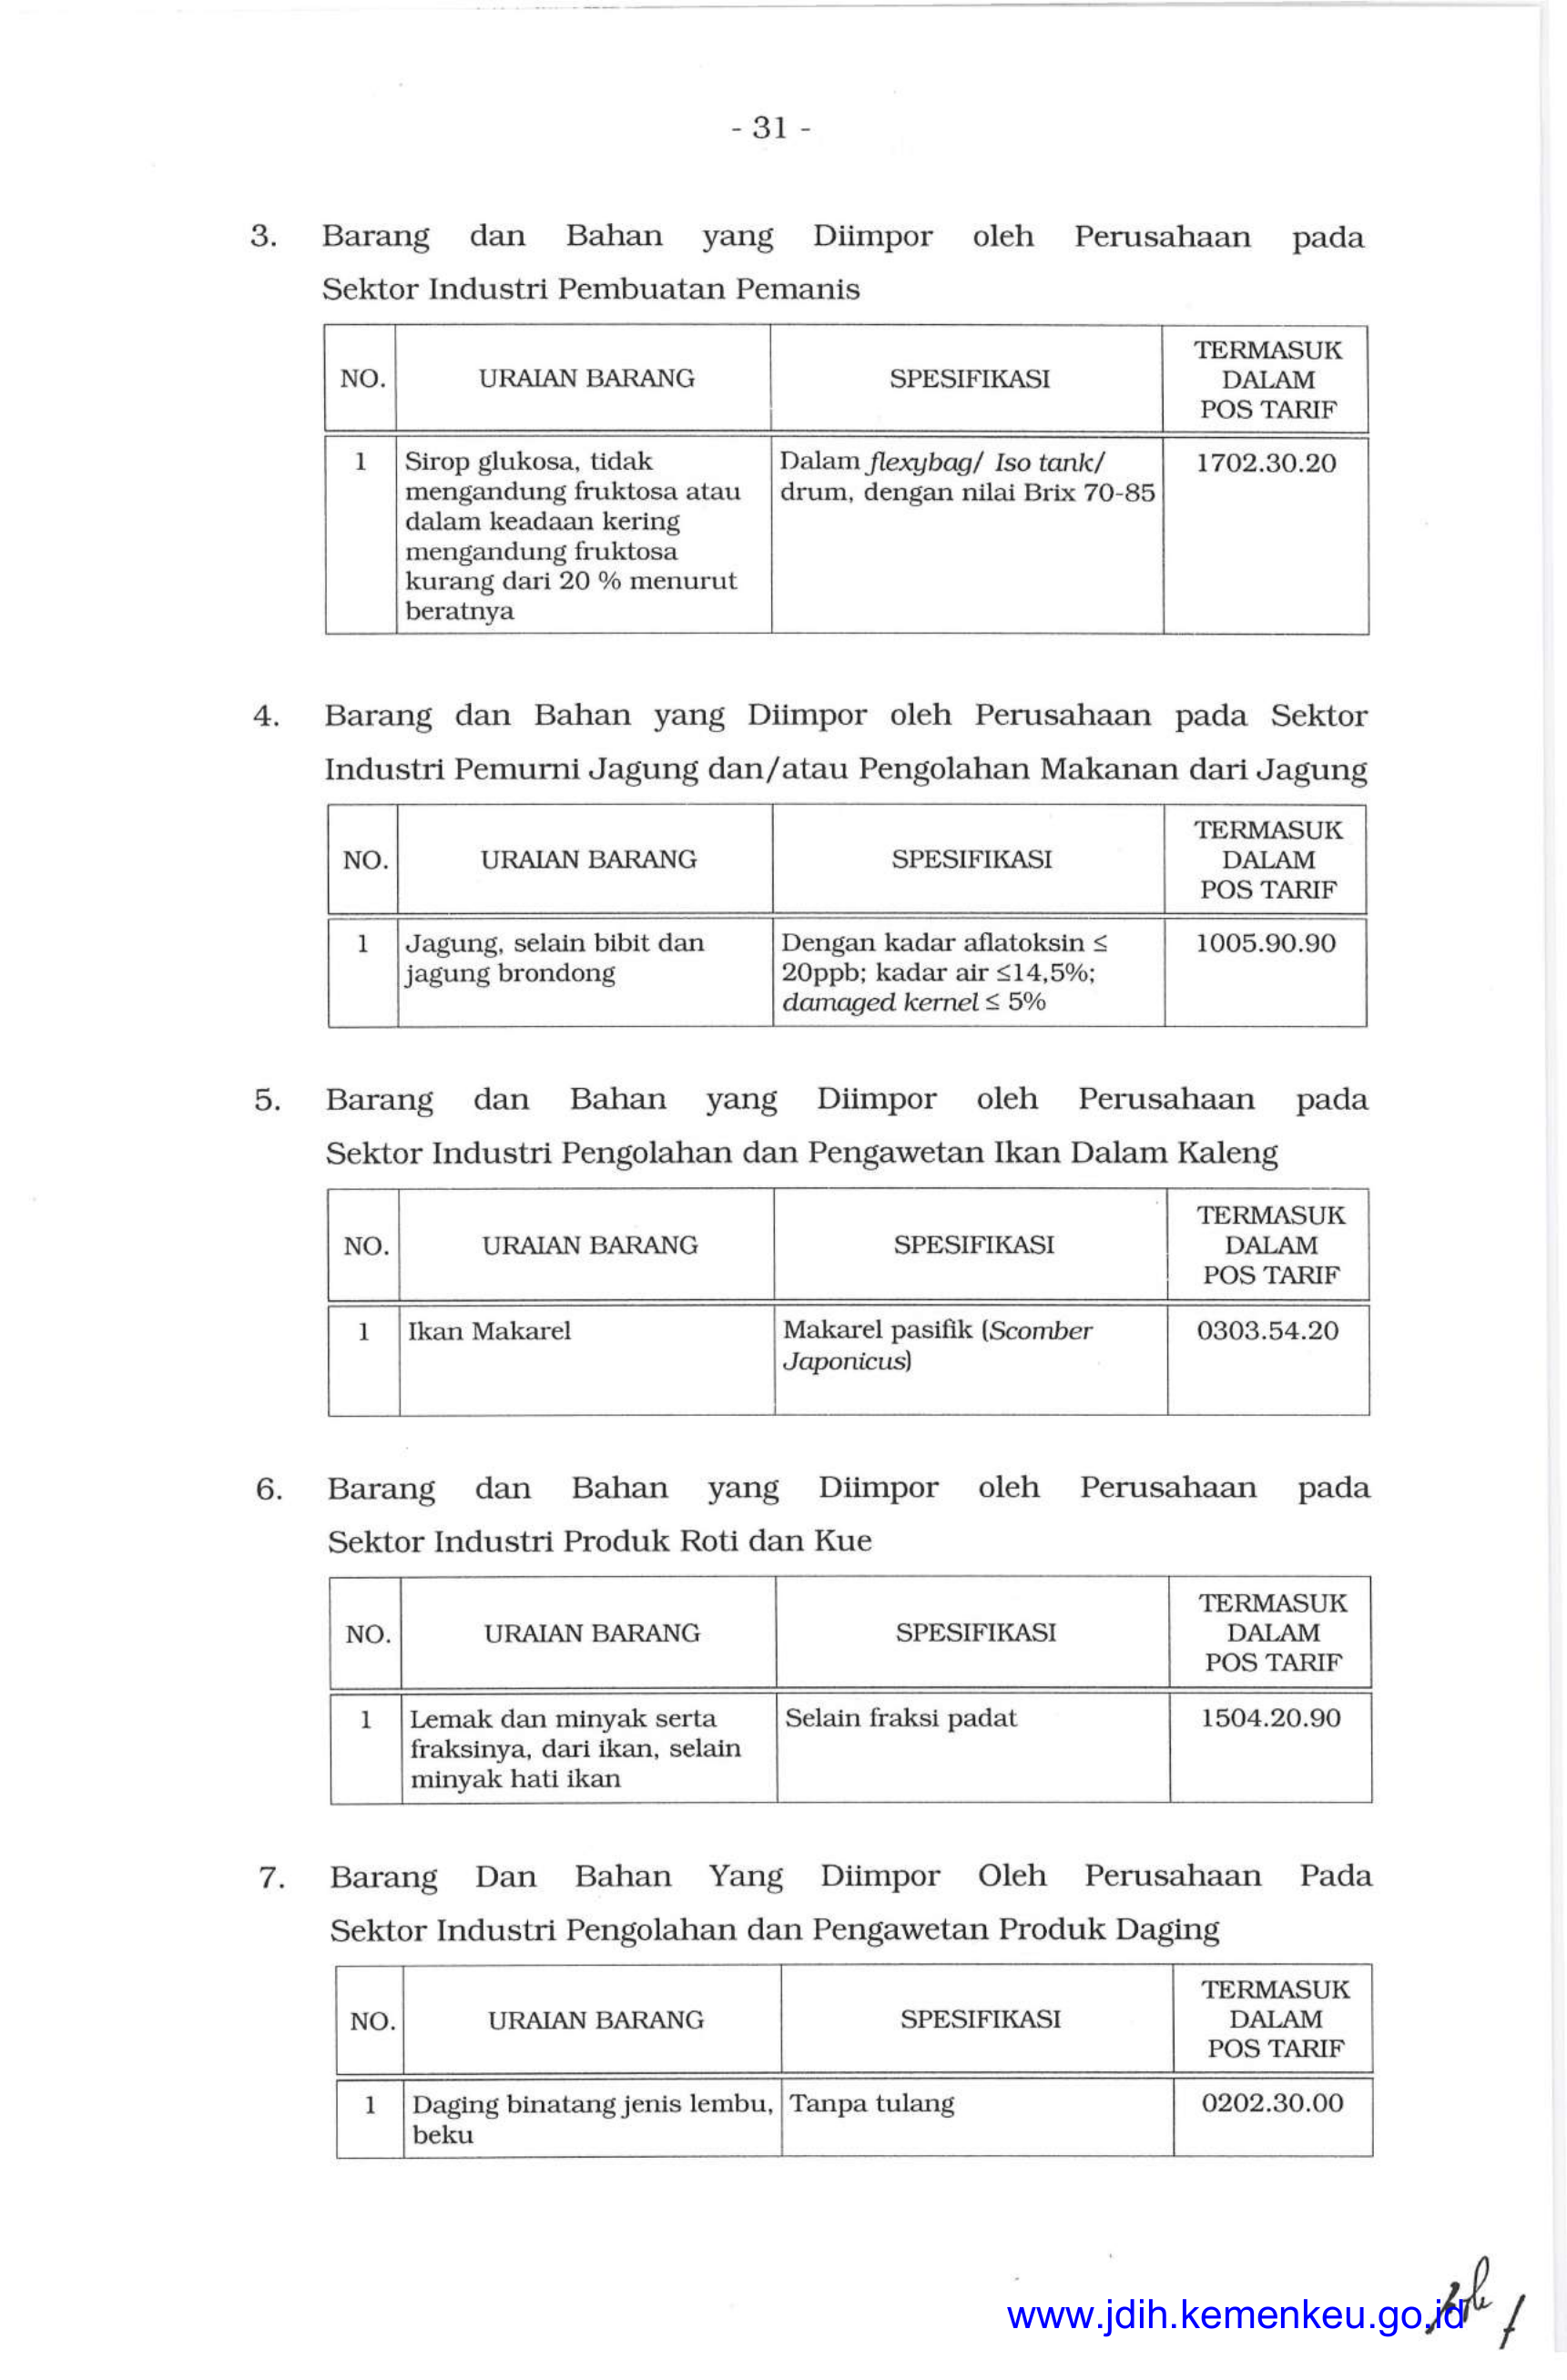 - 31 -
3. Barang dan Bahan yang Diimpor oleh Perusahaan pada
Sektor Industri Pembuatan Pemanis
NO. URAIAN BARANG SPESIFIKASI TERMASUK
DALAM
POS TARIF
1 Sirop glukosa, tidak Dalam flexybag/ Iso tank/ 1702.30.20
mengandung fruktosa atau drum, dengan nilai Brix 70-85
dalam keadaan kering
mengandung fruktosa
kurang dari 20 % menurut
beratnya
4. Barang dan Bahan yang Diimpor oleh Perusahaan pada Sektor
Industri Pemurni Jagung dan/atau Pengolahan Makanan dari Jagung
NO. URAIAN BARANG SPESIFIKASI TERMASUK
DALAM
POS TARIF
1 Jagung, selain bibit dan Dengan kadar aflatoksin ≤ 1005.90.90
jagung brondong 20ppb; kadar air ≤14,5%;
damaged kernel ≤ 5%
5. Barang dan Bahan yang Diimpor oleh Perusahaan pada
Sektor Industri Pengolahan dan Pengawetan Ikan Dalam Kaleng
NO. URAIAN BARANG SPESIFIKASI TERMASUK
DALAM
POS TARIF
1 Ikan Makarel Makarel pasifik (Scomber 0303.54.20
Japonicus)
6. Barang dan Bahan yang Diimpor oleh Perusahaan pada
Sektor Industri Produk Roti dan Kue
NO. URAIAN BARANG SPESIFIKASI TERMASUK
DALAM
POS TARIF
1 Lemak dan minyak serta Selain fraksi padat 1504.20.90
fraksinya, dari ikan, selain
minyak hati ikan
7. Barang Dan Bahan Yang Diimpor Oleh Perusahaan Pada
Sektor Industri Pengolahan dan Pengawetan Produk Daging
NO. URAIAN BARANG SPESIFIKASI TERMASUK
DALAM
POS TARIF
1 Daging binatang jenis lembu, Tanpa tulang 0202.30.00
beku
www.jdih.kemenkeu.go.id